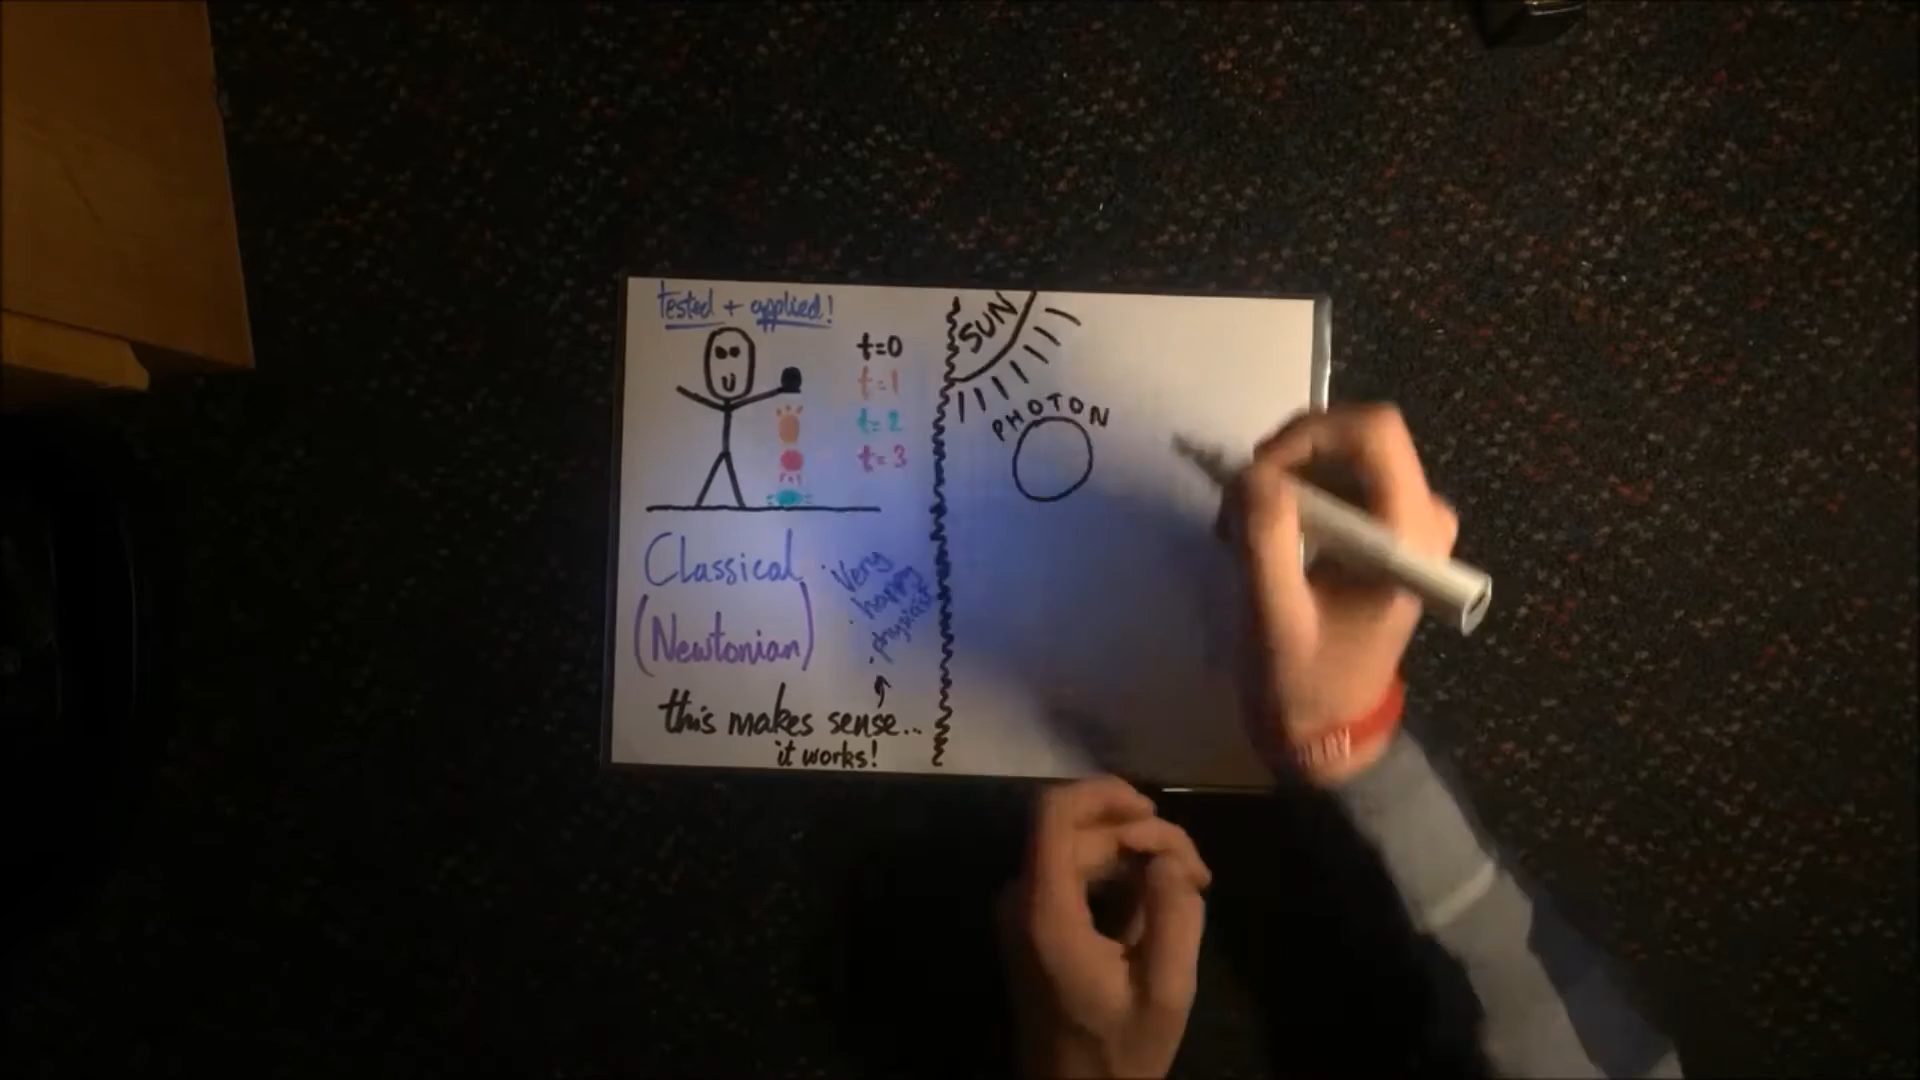 tested + applied!
t=0
t=1
t=2
t=3
Classical
(Newtonian)
Very
happy
physicist
this makes sense...
it works!
SUN
PHOTON